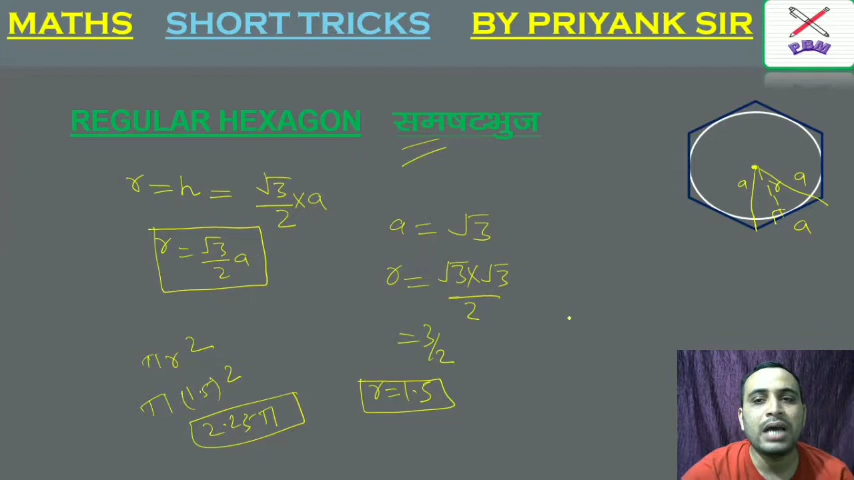 MATHS SHORT TRICKS BY PRIYANK SIR
PBM
REGULAR HEXAGON समषटभुज
r = h = √3/2 × a
r = √3/2 a
a = √3
r = √3×√3/2
= 3/2
r = 1.5
πr²
π(1.5)²
2.25π
a r a
a